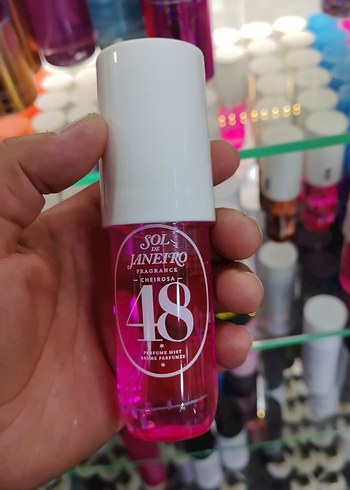 SOL
DE
JANEIRO
FRAGRANCE
CHEIROSA
48
PERFUME MIST
BRUME PARFUMÉE